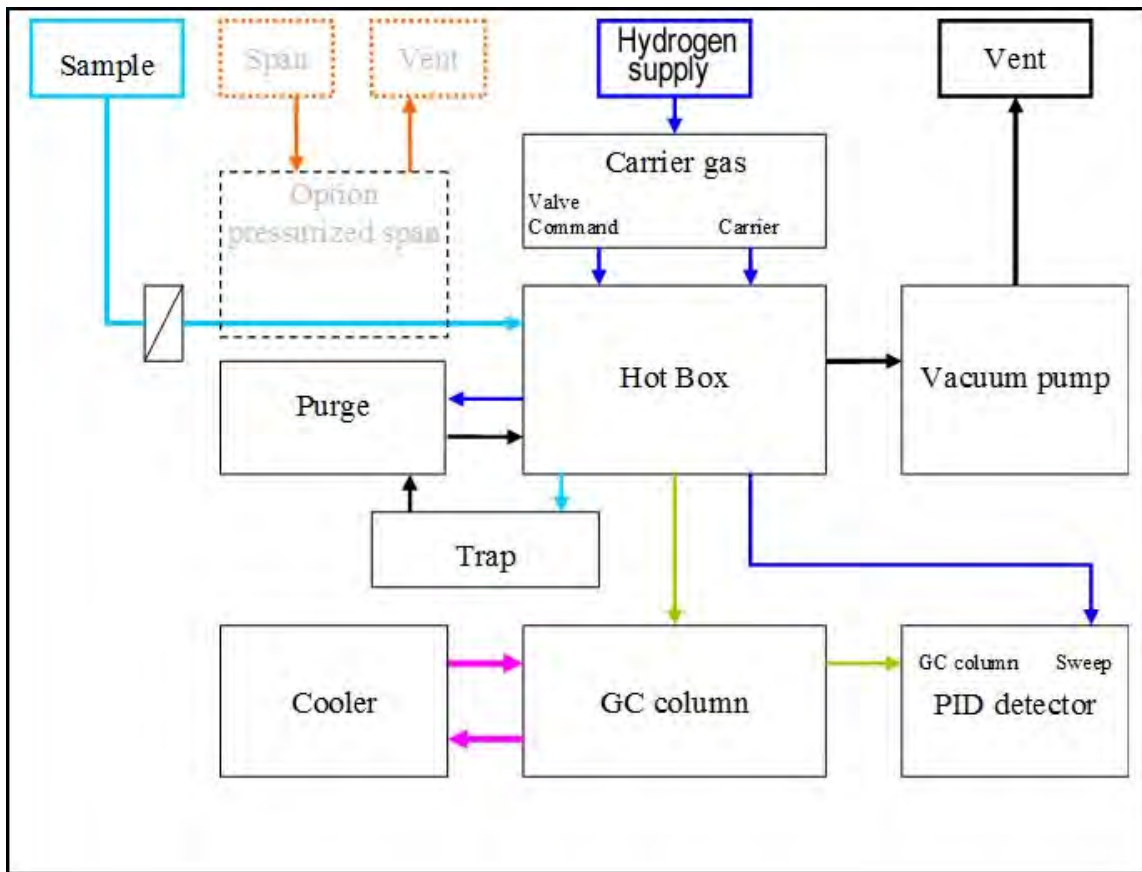 Sample
Span
Vent
Hydrogen
supply
Vent
Carrier gas
Valve
Command
Carrier
Option
pressurized span
Purge
Hot Box
Vacuum pump
Trap
Cooler
GC column
GC column
Sweep
PID detector